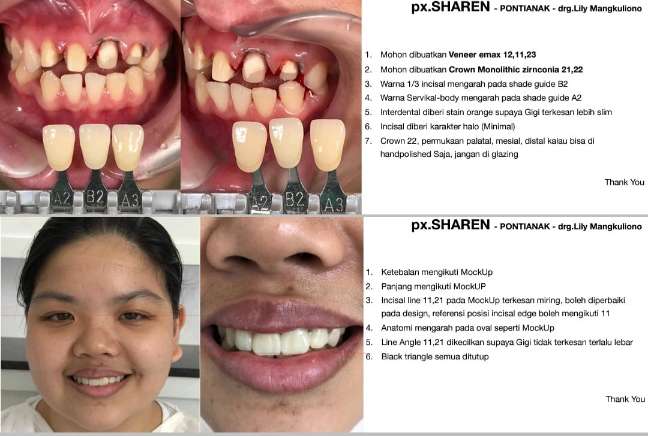 px.SHAREN - PONTIANAK - drg.Lily Mangkuliono
1. Mohon dibuatkan Veneer emax 12,11,23
2. Mohon dibuatkan Crown Monolithic zirnconia 21,22
3. Warna 1/3 incisal mengarah pada shade guide B2
4. Warna Servikal-body mengarah pada shade guide A2
5. Interdental diberi stain orange supaya Gigi terkesan lebih slim
6. Incisal diberi karakter halo (Minimal)
7. Crown 22, permukaan palatal, mesial, distal kalau bisa di
handpolished Saja, jangan di glazing
Thank You
A2 B2 A3
A2 B2 A3
px.SHAREN - PONTIANAK - drg.Lily Mangkuliono
1. Ketebalan mengikuti MockUp
2. Panjang mengikuti MockUP
3. Incisal line 11,21 pada MockUp terkesan miring, boleh diperbaiki
pada design, referensi posisi incisal edge boleh mengikuti 11
4. Anatomi mengarah pada oval seperti MockUp
5. Line Angle 11,21 dikecilkan supaya Gigi tidak terkesan terlalu lebar
6. Black triangle semua ditutup
Thank You